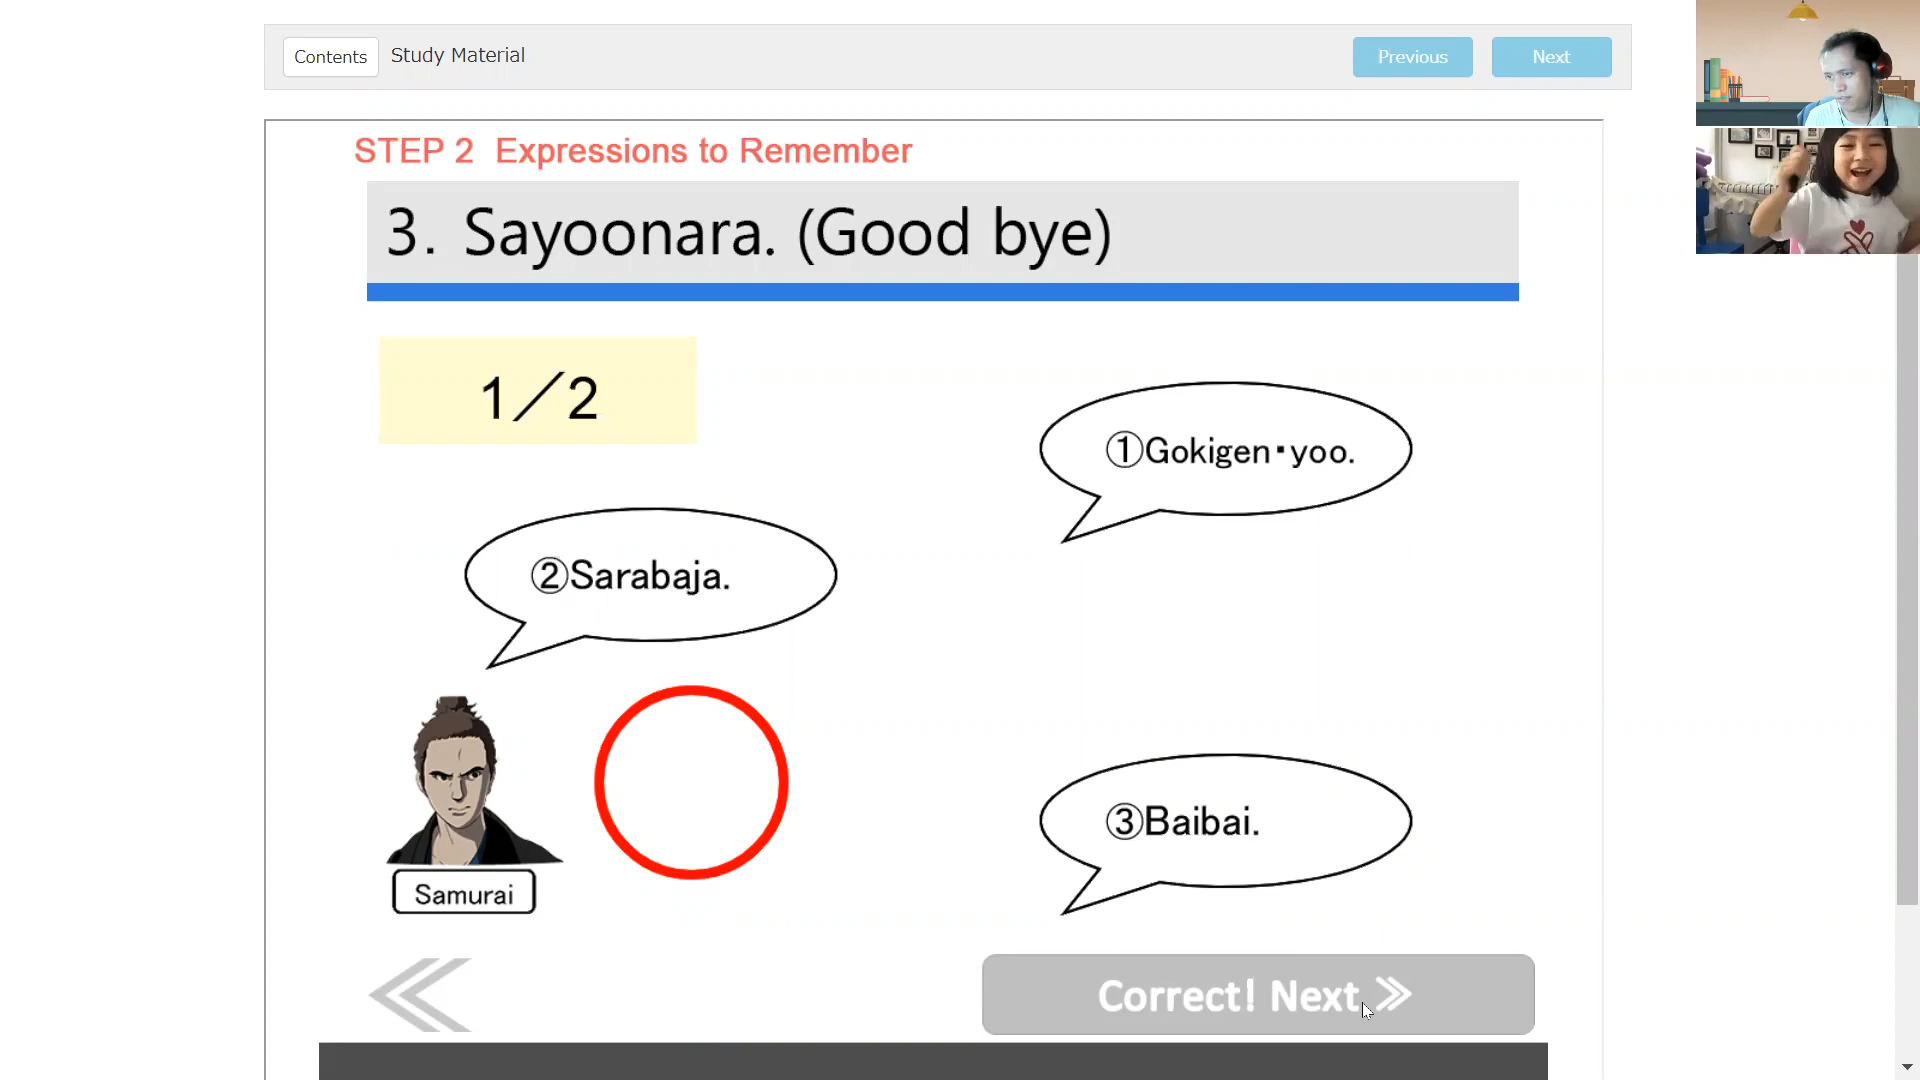 Contents
Study Material
Previous
Next
STEP 2 Expressions to Remember
3. Sayoonara. (Good bye)
1/2
①Gokigen・yoo.
②Sarabaja.
③Baibai.
Samurai
Correct! Next